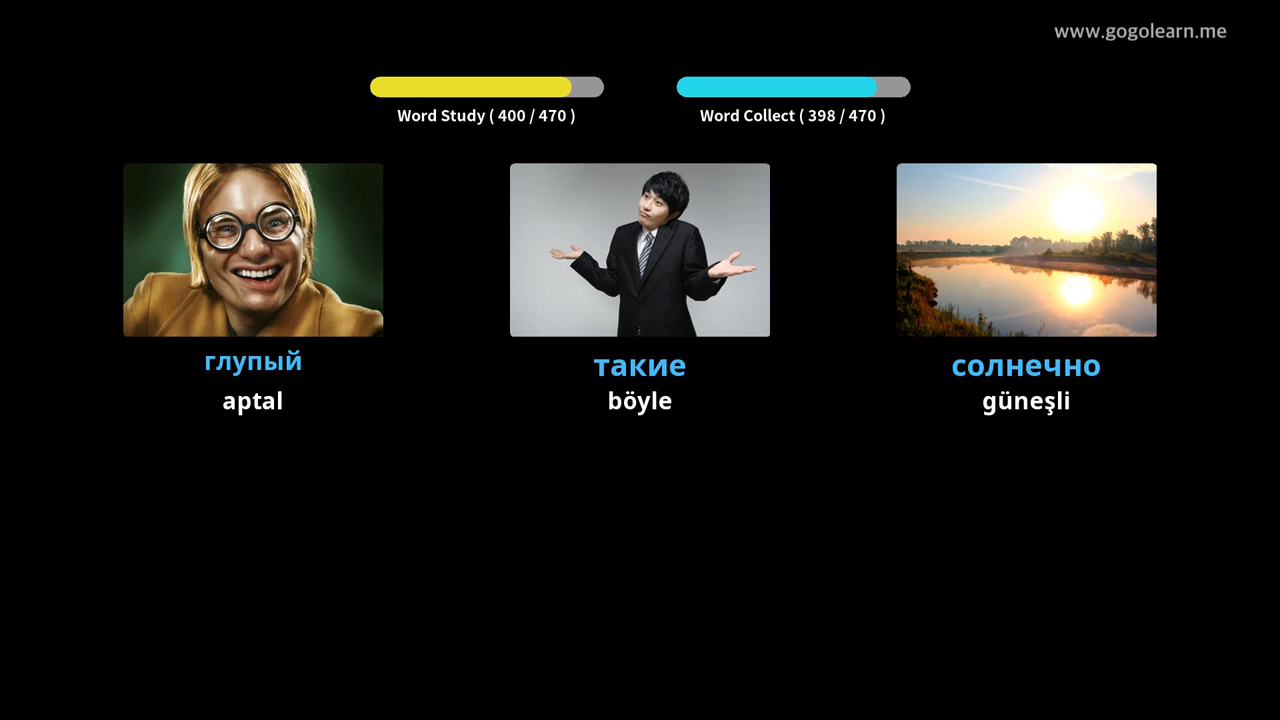 www.gogolearn.me
Word Study ( 400 / 470 )
Word Collect ( 398 / 470 )
глупый
aptal
такие
böyle
солнечно
güneşli